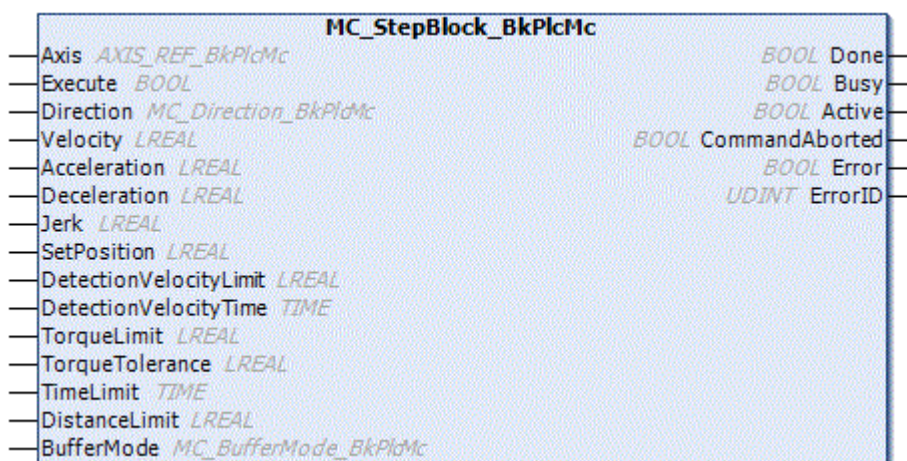 MC_StepBlock_BkPlcMc
Axis AXIS_REF_BkPlcMc BOOL Done
Execute BOOL BOOL Busy
Direction MC_Direction_BkPlcMc BOOL Active
Velocity LREAL BOOL CommandAborted
Acceleration LREAL BOOL Error
Deceleration LREAL UDINT ErrorID
Jerk LREAL
SetPosition LREAL
DetectionVelocityLimit LREAL
DetectionVelocityTime TIME
TorqueLimit LREAL
TorqueTolerance LREAL
TimeLimit TIME
DistanceLimit LREAL
BufferMode MC_BufferMode_BkPlcMc